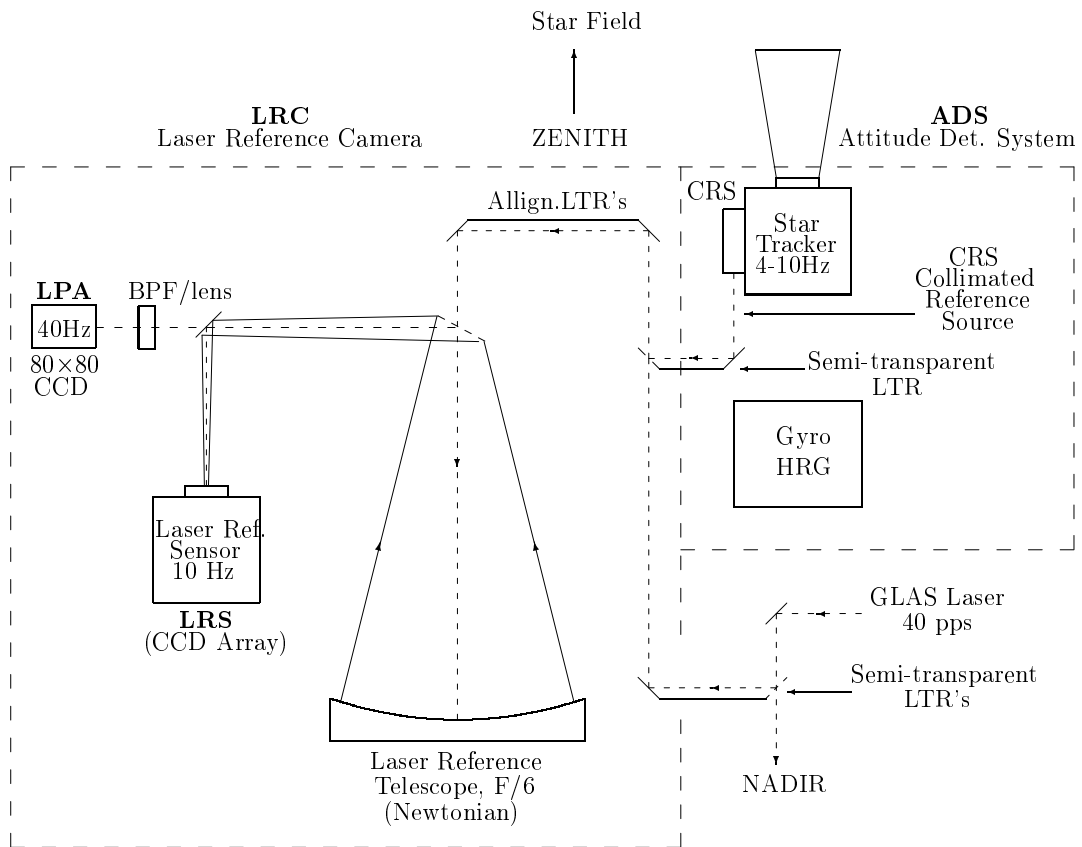 Star Field
ZENITH
LRC
Laser Reference Camera
ADS
Attitude Det. System
CRS
Allign.LTR's
Star
Tracker
4-10Hz
CRS
Collimated
Reference
Source
LPA
40Hz
80×80
CCD
BPF/lens
Semi-transparent
LTR
Gyro
HRG
Laser Ref.
Sensor
10 Hz
LRS
(CCD Array)
GLAS Laser
40 pps
Semi-transparent
LTR's
NADIR
Laser Reference
Telescope, F/6
(Newtonian)